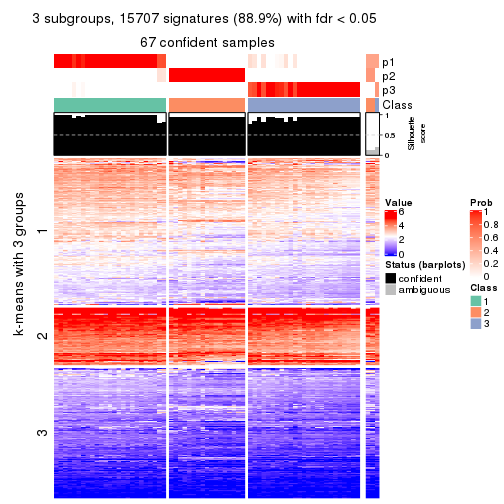 3 subgroups, 15707 signatures (88.9%) with fdr < 0.05
67 confident samples
p1
p2
p3
Class
1
0.5
0
Silhouette
score
k-means with 3 groups
1
2
3
Value
6
4
2
0
Status (barplots)
confident
ambiguous
Prob
1
0.8
0.6
0.4
0.2
0
Class
1
2
3